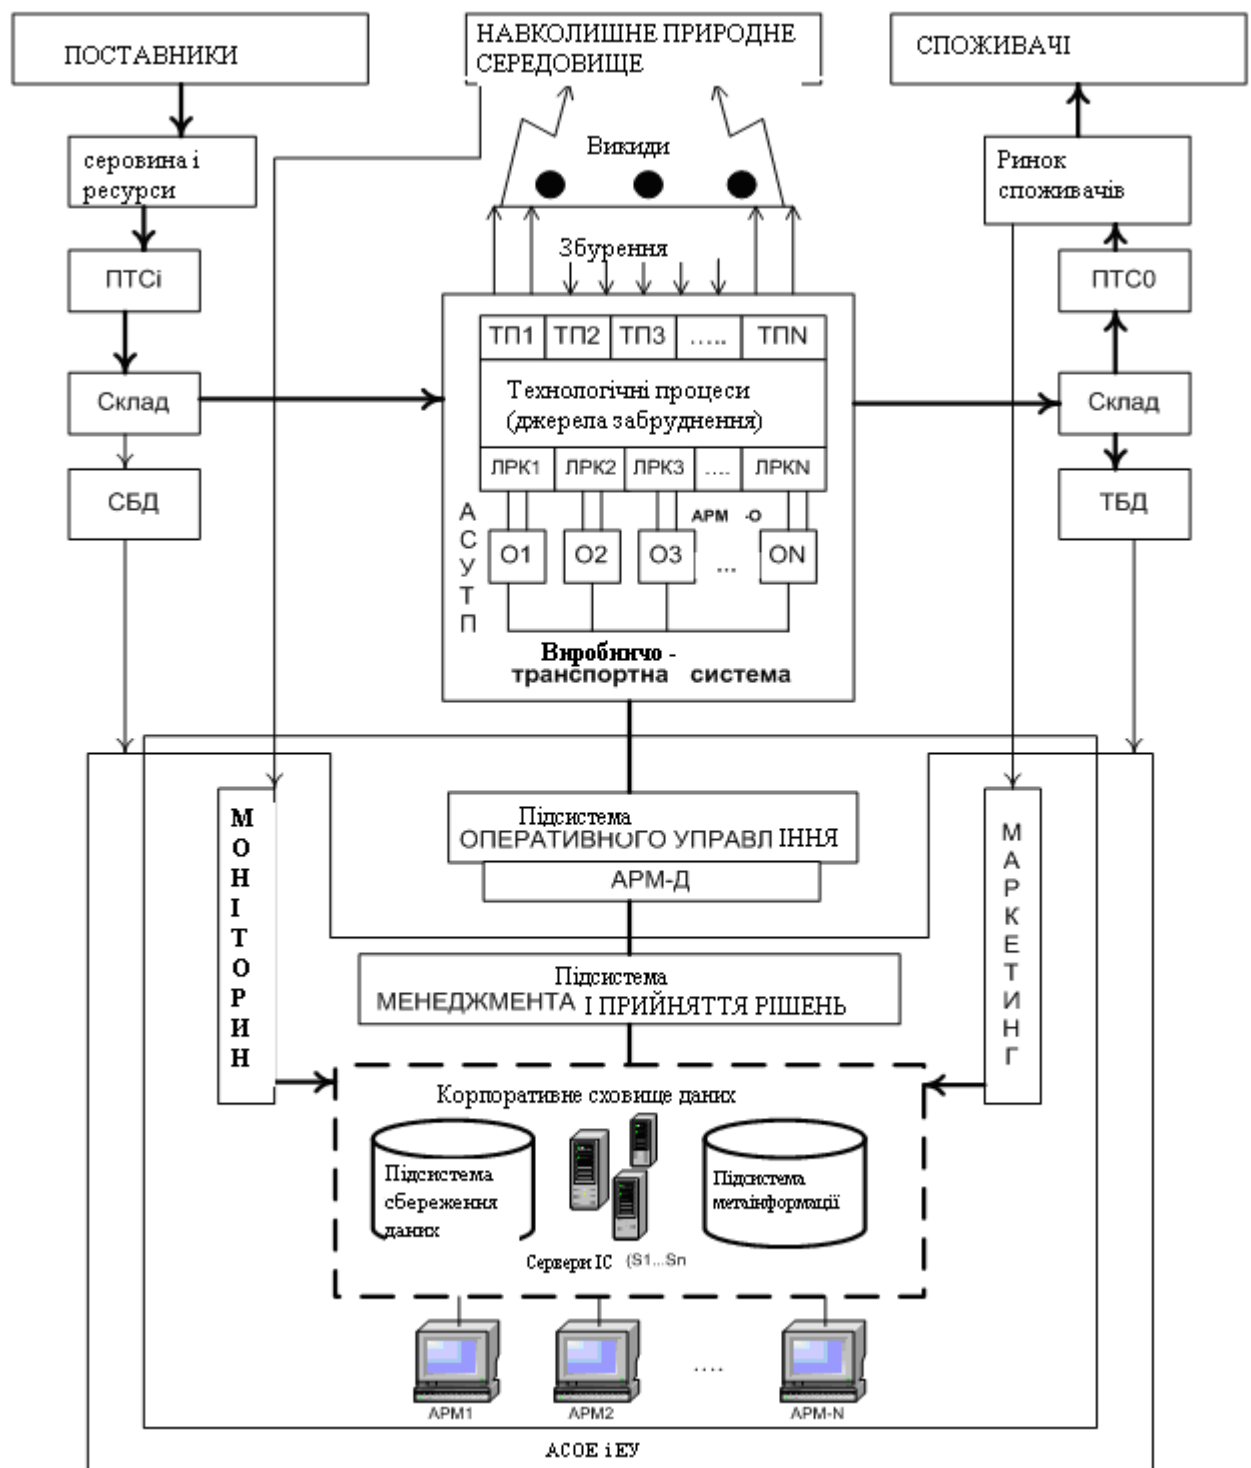 ПОСТАВНИКИ
НАВКОЛИШНЕ ПРИРОДНЕ
СЕРЕДОВИЩЕ
СПОЖИВАЧІ
серовина і
ресурси
Викиди
Ринок
споживачів
ПТСі
Збурення
ПТС0
ТП1 ТП2 ТП3 ..... ТПN
Склад
Технологічні процеси
(джерела забруднення)
Склад
ЛРК1 ЛРК2 ЛРК3 .... ЛРКN
СБД
АРМ -О
ТБД
О1 О2 О3 ... ОN
А
С
У
Т
П
Виробничо -
транспортна система
Підсистема
ОПЕРАТИВНОГО УПРАВЛ ІННЯ
АРМ-Д
М
О
Н
І
Т
О
Р
И
Н
М
А
Р
К
Е
Т
И
Н
Г
Підсистема
МЕНЕДЖМЕНТА І ПРИЙНЯТТЯ РІШЕНЬ
Корпоративне сховище даних
Підсистема
сбереження
даних
Підсистема
метаінформації
Сервери ІС (S1...Sn
....
АРМ1 АРМ2 АРМ-N
АСОЕ і ЕУ